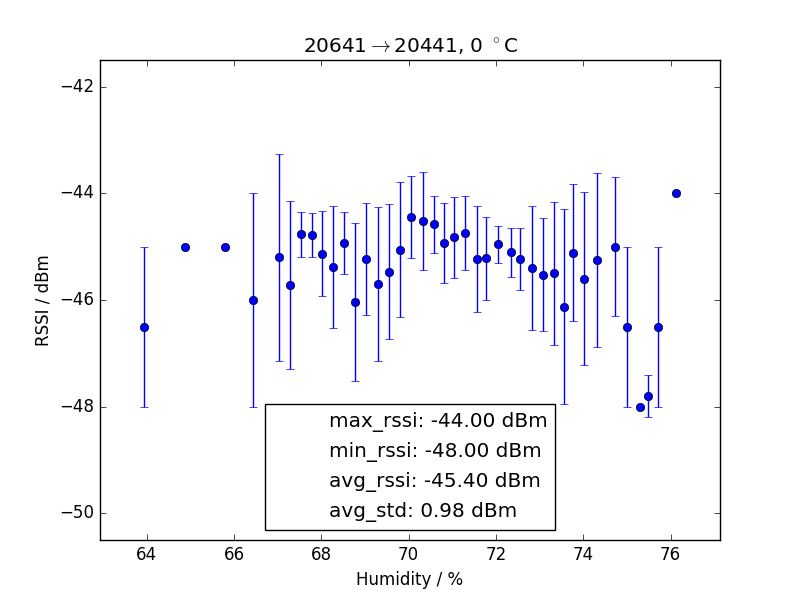 20641→20441, 0 °C
−42
−44
−46
−48
−50
RSSI / dBm
max_rssi: -44.00 dBm
min_rssi: -48.00 dBm
avg_rssi: -45.40 dBm
avg_std: 0.98 dBm
64 66 68 70 72 74 76
Humidity / %